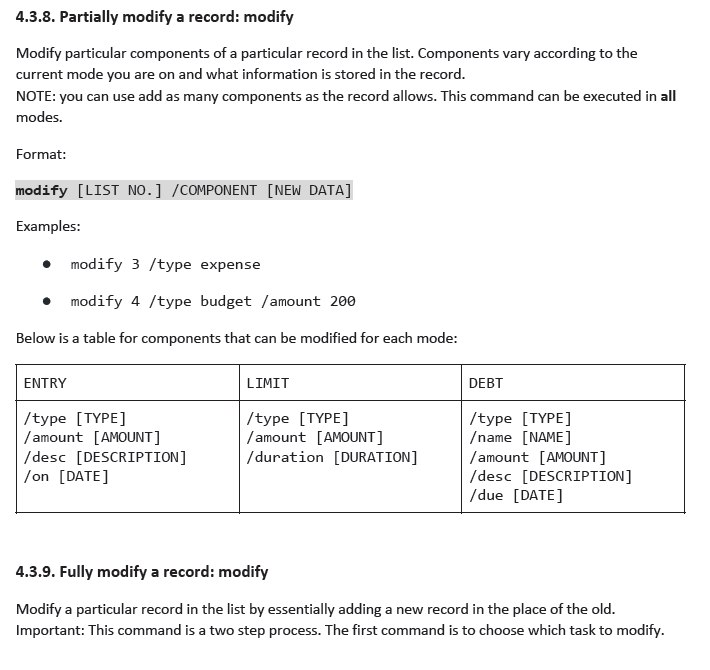 4.3.8. Partially modify a record: modify
Modify particular components of a particular record in the list. Components vary according to the
current mode you are on and what information is stored in the record.
NOTE: you can use add as many components as the record allows. This command can be executed in all
modes.
Format:
modify [LIST NO.] /COMPONENT [NEW DATA]
Examples:
● modify 3 /type expense
● modify 4 /type budget /amount 200
Below is a table for components that can be modified for each mode:
ENTRY
/type [TYPE]
/amount [AMOUNT]
/desc [DESCRIPTION]
/on [DATE]
LIMIT
/type [TYPE]
/amount [AMOUNT]
/duration [DURATION]
DEBT
/type [TYPE]
/name [NAME]
/amount [AMOUNT]
/desc [DESCRIPTION]
/due [DATE]
4.3.9. Fully modify a record: modify
Modify a particular record in the list by essentially adding a new record in the place of the old.
Important: This command is a two step process. The first command is to choose which task to modify.